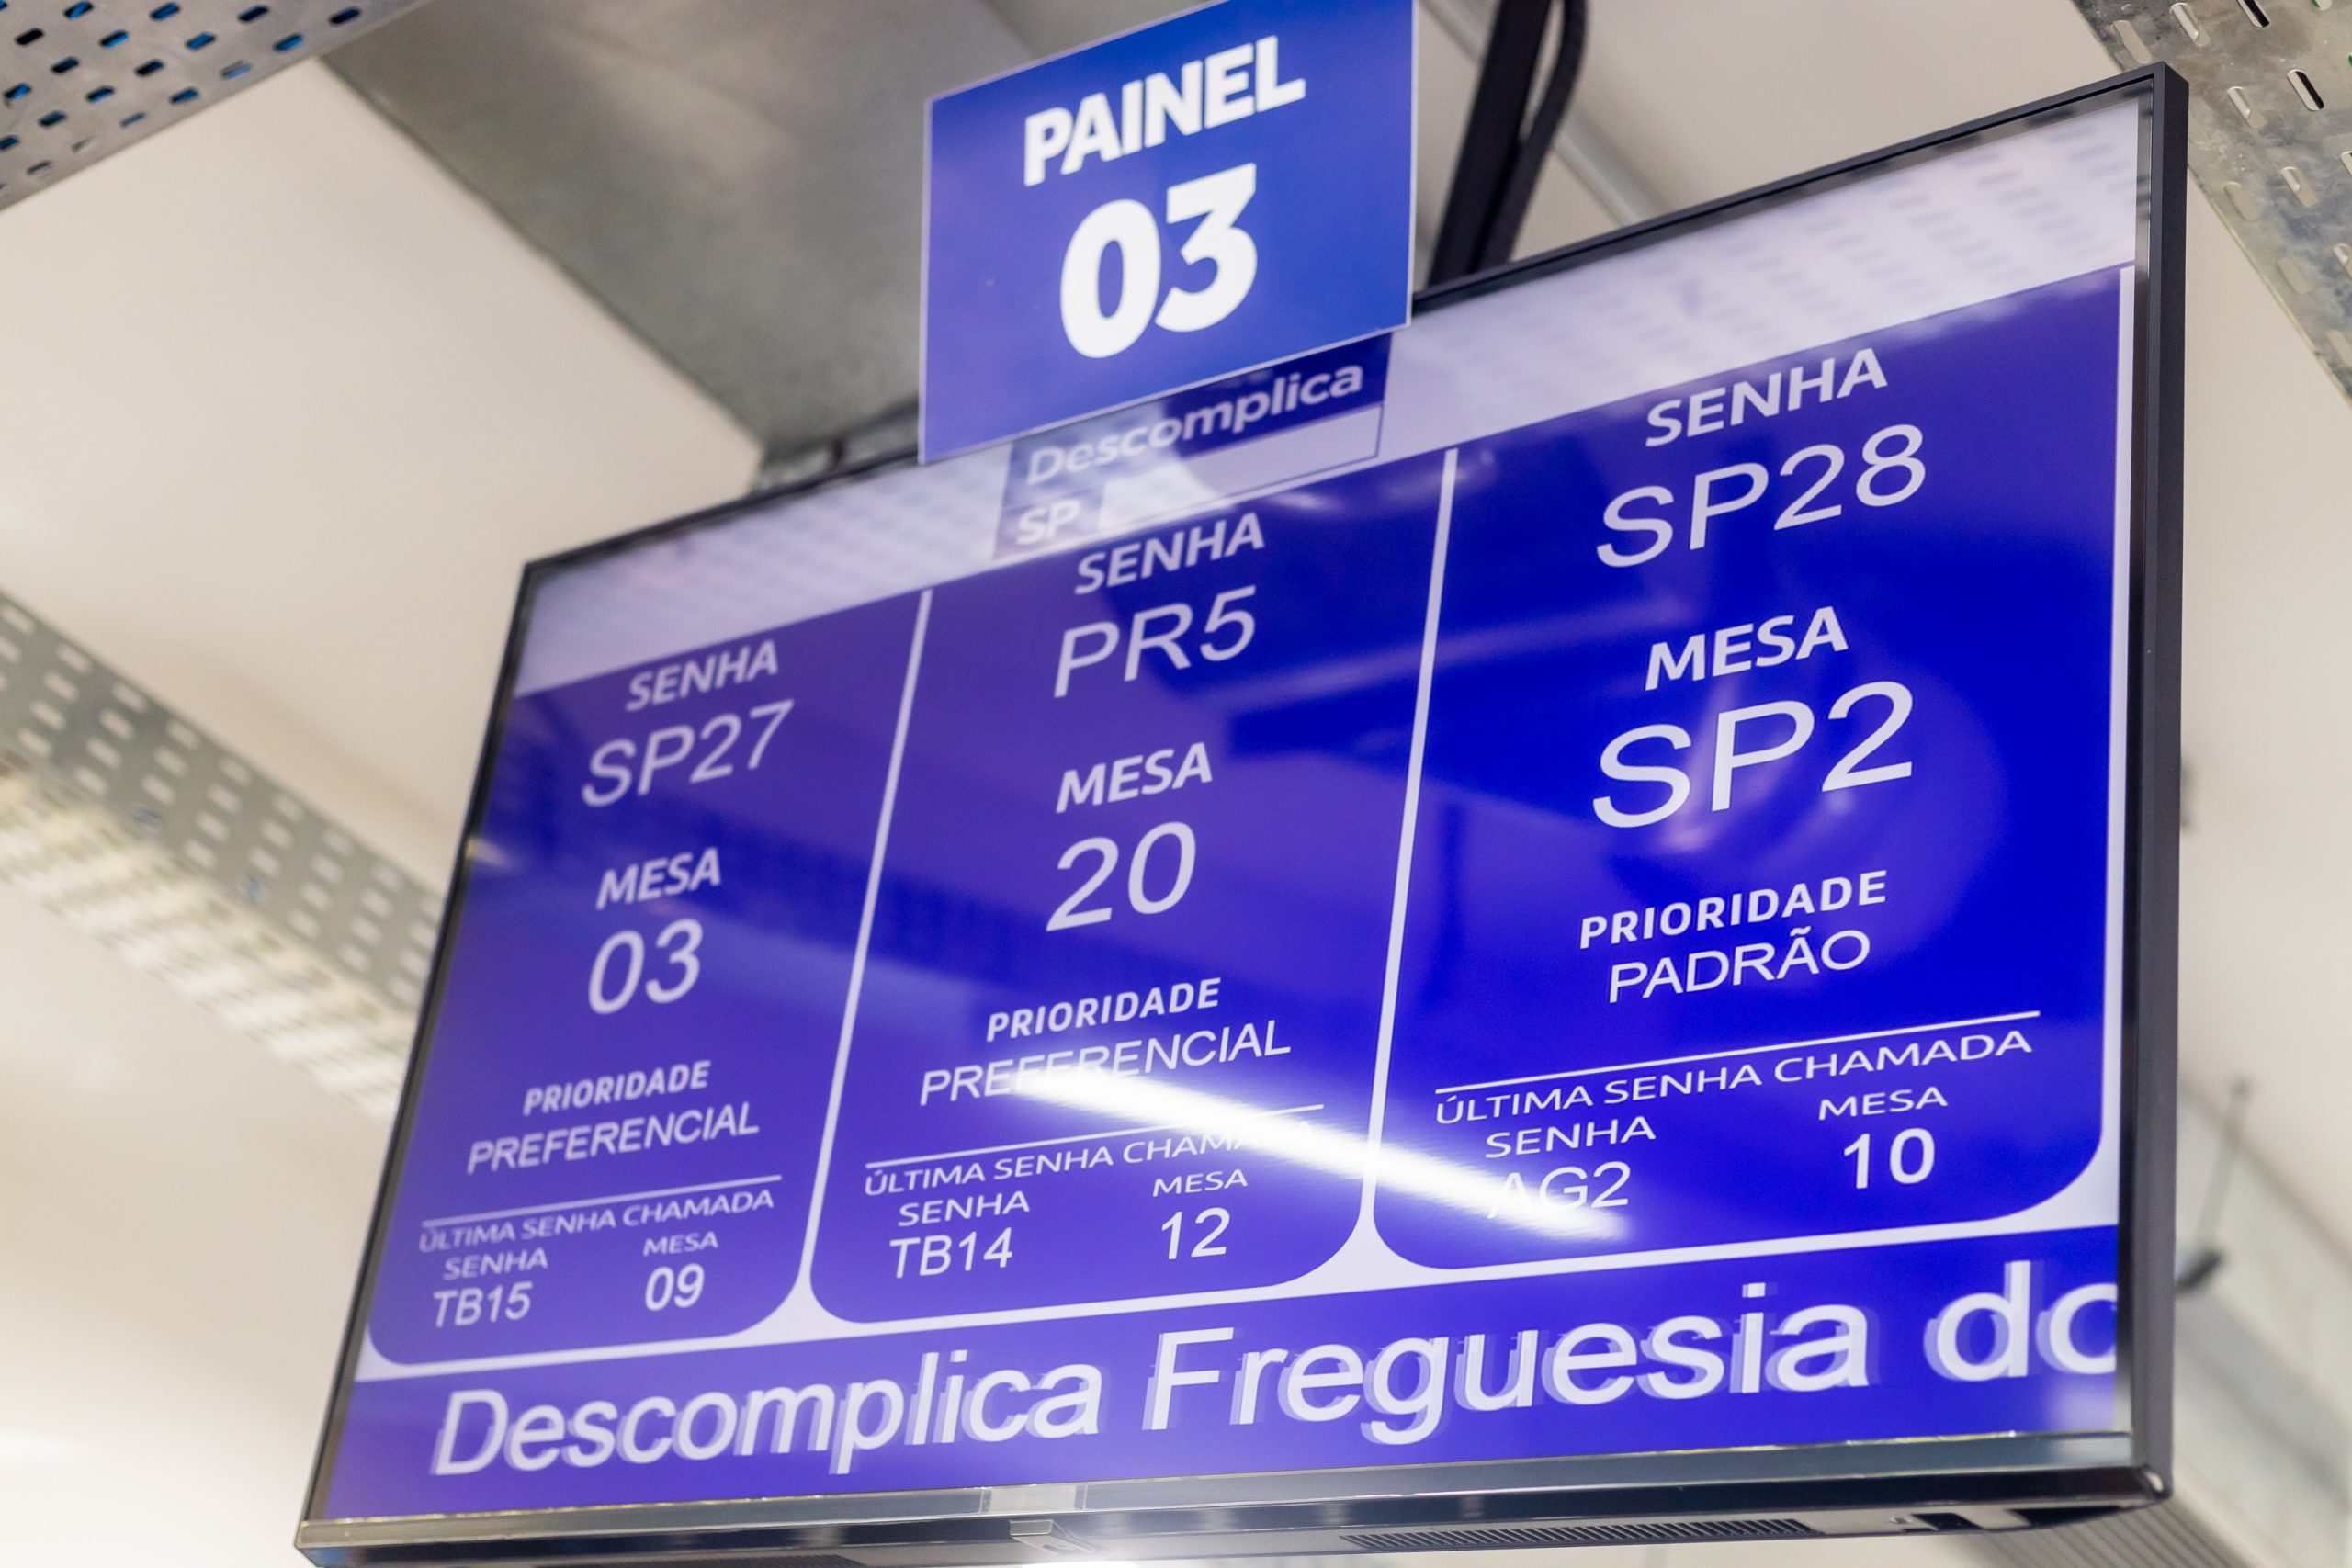 PAINEL
03
Descomplica
SP
SENHA
SP27
MESA
03
PRIORIDADE
PREFERENCIAL
ÚLTIMA SENHA CHAMADA
SENHA MESA
TB15 09
SENHA
PR5
MESA
20
PRIORIDADE
PREFERENCIAL
ÚLTIMA SENHA CHAMADA
SENHA MESA
TB14 12
SENHA
SP28
MESA
SP2
PRIORIDADE
PADRÃO
ÚLTIMA SENHA CHAMADA
SENHA MESA
AG2 10
Descomplica Freguesia do